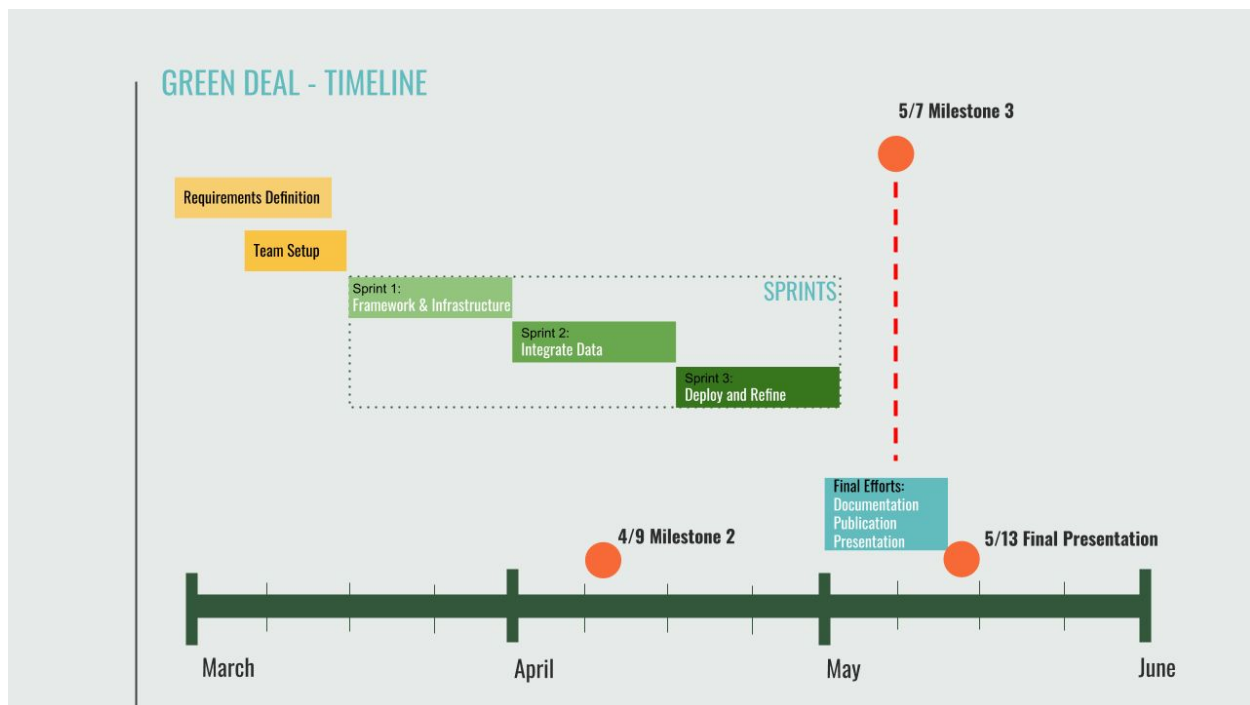 GREEN DEAL - TIMELINE
5/7 Milestone 3
Requirements Definition
Team Setup
SPRINTS
Sprint 1:
Framework & Infrastructure
Sprint 2:
Integrate Data
Sprint 3:
Deploy and Refine
Final Efforts:
Documentation
Publication
Presentation
4/9 Milestone 2
5/13 Final Presentation
March
April
May
June